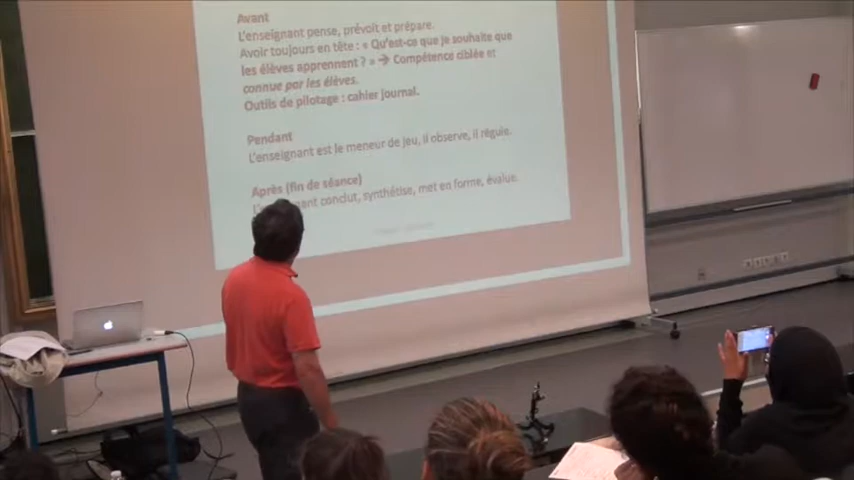 Avant
L'enseignant pense, prévoit et prépare.
Avoir toujours en tête : « Qu'est-ce que je souhaite que
les élèves apprennent ? » → Compétence ciblée et
connue par les élèves.
Outils de pilotage : cahier journal.
Pendant
L'enseignant est le meneur de jeu, il observe, il régule.
Après (fin de séance)
conclut, synthétise, met en forme, évalue.